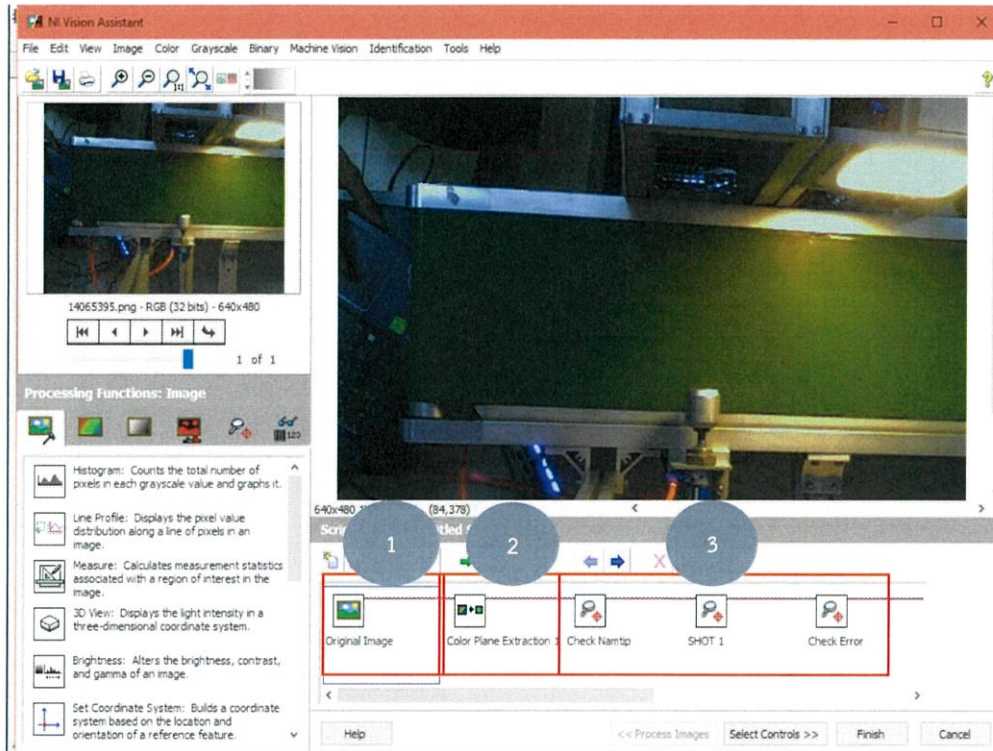 NI Vision Assistant
File Edit View Image Color Grayscale Binary Machine Vision Identification Tools Help
1:1
14065395.png - RGB (32 bits) - 640x480
1 of 1
Processing Functions: Image
123
Histogram: Counts the total number of
pixels in each grayscale value and graphs it.
Line Profile: Displays the pixel value
distribution along a line of pixels in an
image.
Measure: Calculates measurement statistics
associated with a region of interest in the
image.
3D View: Displays the light intensity in a
three-dimensional coordinate system.
Brightness: Alters the brightness, contrast,
and gamma of an image.
Set Coordinate System: Builds a coordinate
system based on the location and
orientation of a reference feature.
640x480 (84,378)
1 2 3
Original Image
Color Plane Extraction 1
Check Namtip
SHOT 1
Check Error
Help << Process Images Select Controls >> Finish Cancel